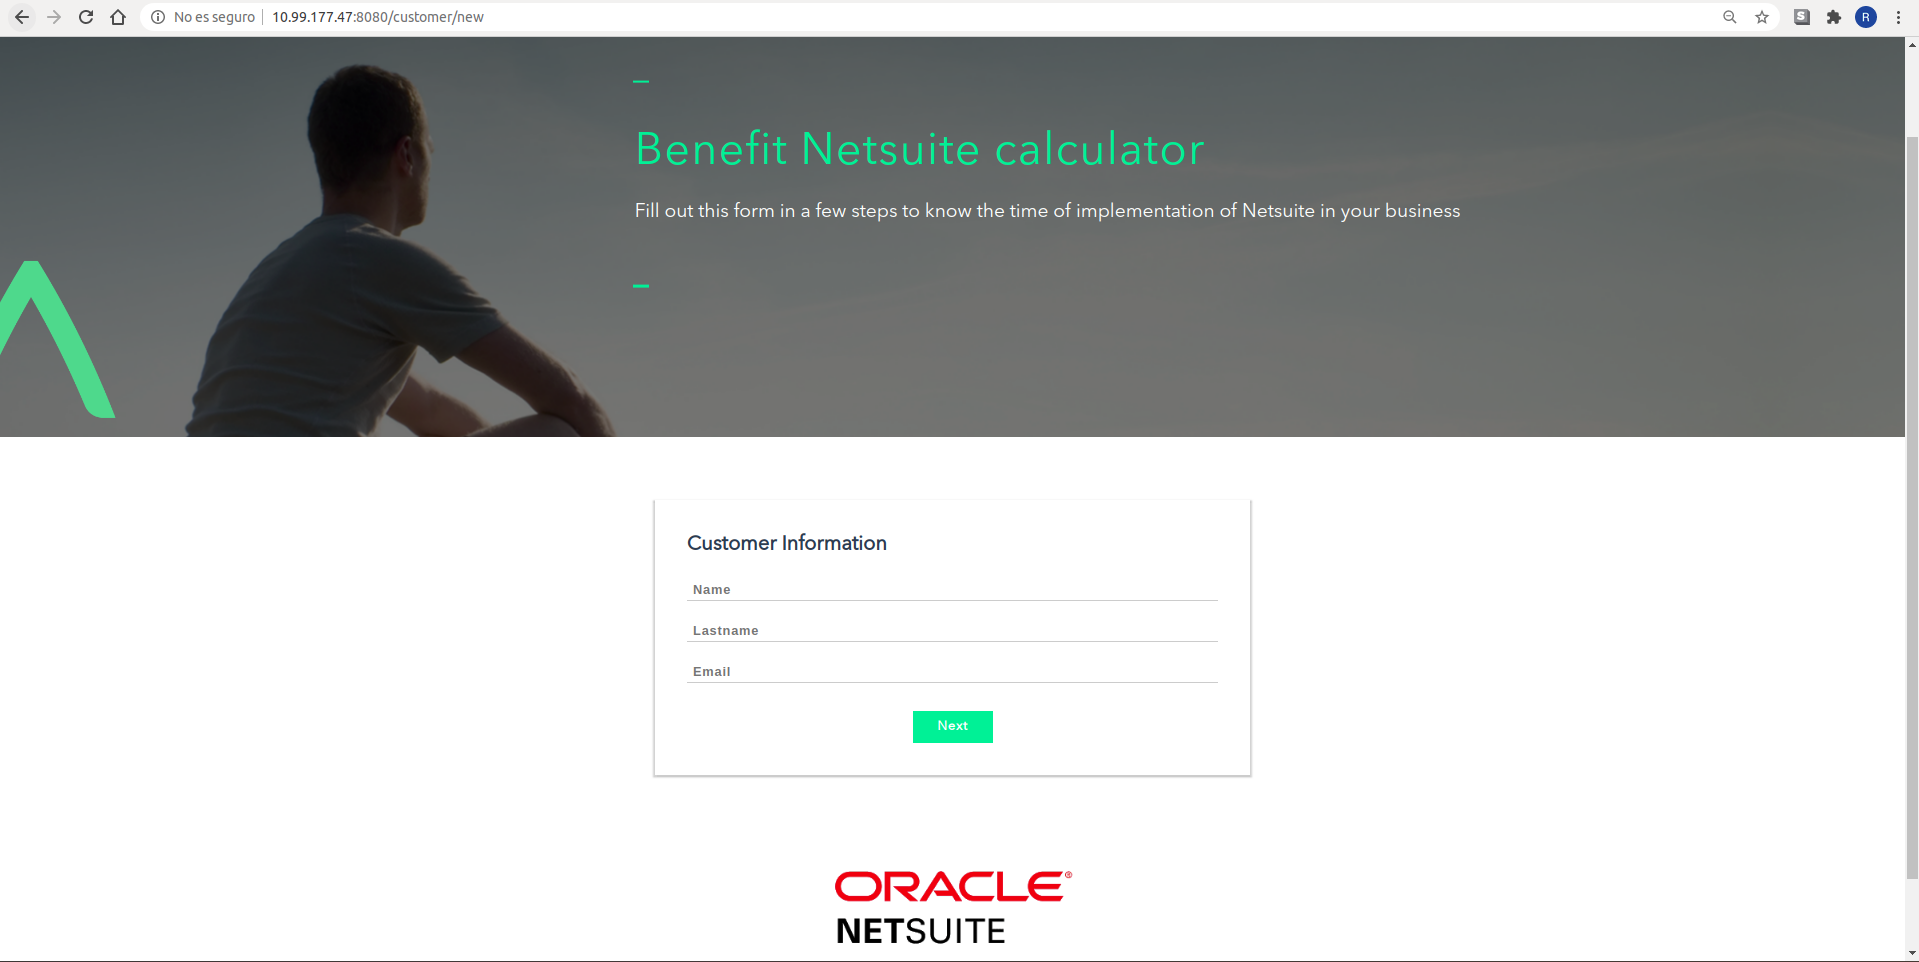 No es seguro
10.99.177.47:8080/customer/new
S
R
Benefit Netsuite calculator
Fill out this form in a few steps to know the time of implementation of Netsuite in your business
Customer Information
Name
Lastname
Email
Next
ORACLE®
NETSUITE